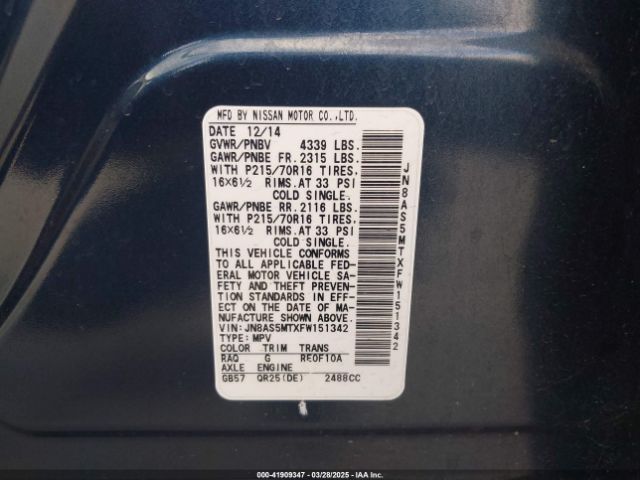 MFD BY NISSAN MOTOR CO.,LTD.
DATE 12/14
GVWR/PNBV 4339 LBS.
GAWR/PNBE FR. 2315 LBS.
WITH P215/70R16 TIRES.
16X6½ RIMS. AT 33 PSI
COLD SINGLE.
GAWR/PNBE RR. 2116 LBS.
WITH P215/70R16 TIRES.
16X6½ RIMS. AT 33 PSI
COLD SINGLE.
THIS VEHICLE CONFORMS
TO ALL APPLICABLE FED-
ERAL MOTOR VEHICLE SA-
FETY AND THEFT PREVEN-
TION STANDARDS IN EFF-
ECT ON THE DATE OF MA-
NUFACTURE SHOWN ABOVE.
VIN: JN8AS5MTXFW151342
TYPE: MPV
COLOR TRIM TRANS
RAQ G RE0F10A
AXLE ENGINE
GB57 QR25(DE) 2488CC
JN8AS5MTXFW151342
000-41909347 | 03/28/2025 - IAA Inc.